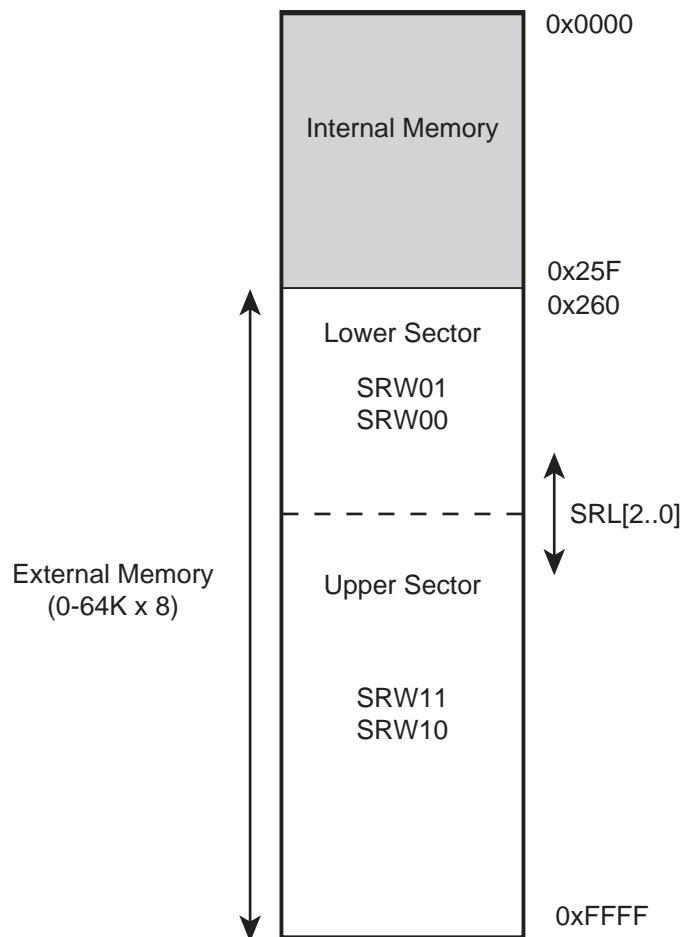 0x0000
Internal Memory
0x25F
0x260
Lower Sector
SRW01
SRW00
SRL[2..0]
External Memory
(0-64K x 8)
Upper Sector
SRW11
SRW10
0xFFFF